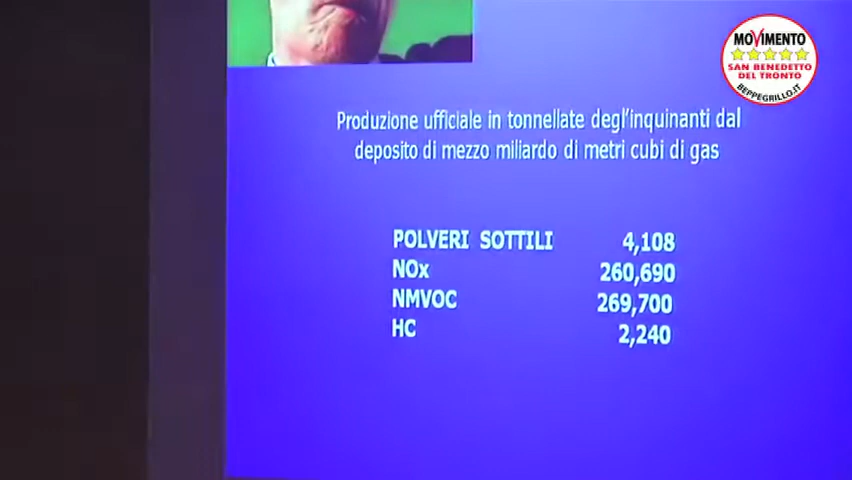 MOVIMENTO
SAN BENEDETTO
DEL TRONTO
BEPPEGRILLO.IT
Produzione ufficiale in tonnellate degl'inquinanti dal
deposito di mezzo miliardo di metri cubi di gas
POLVERI SOTTILI 4,108
NOx 260,690
NMVOC 269,700
HC 2,240